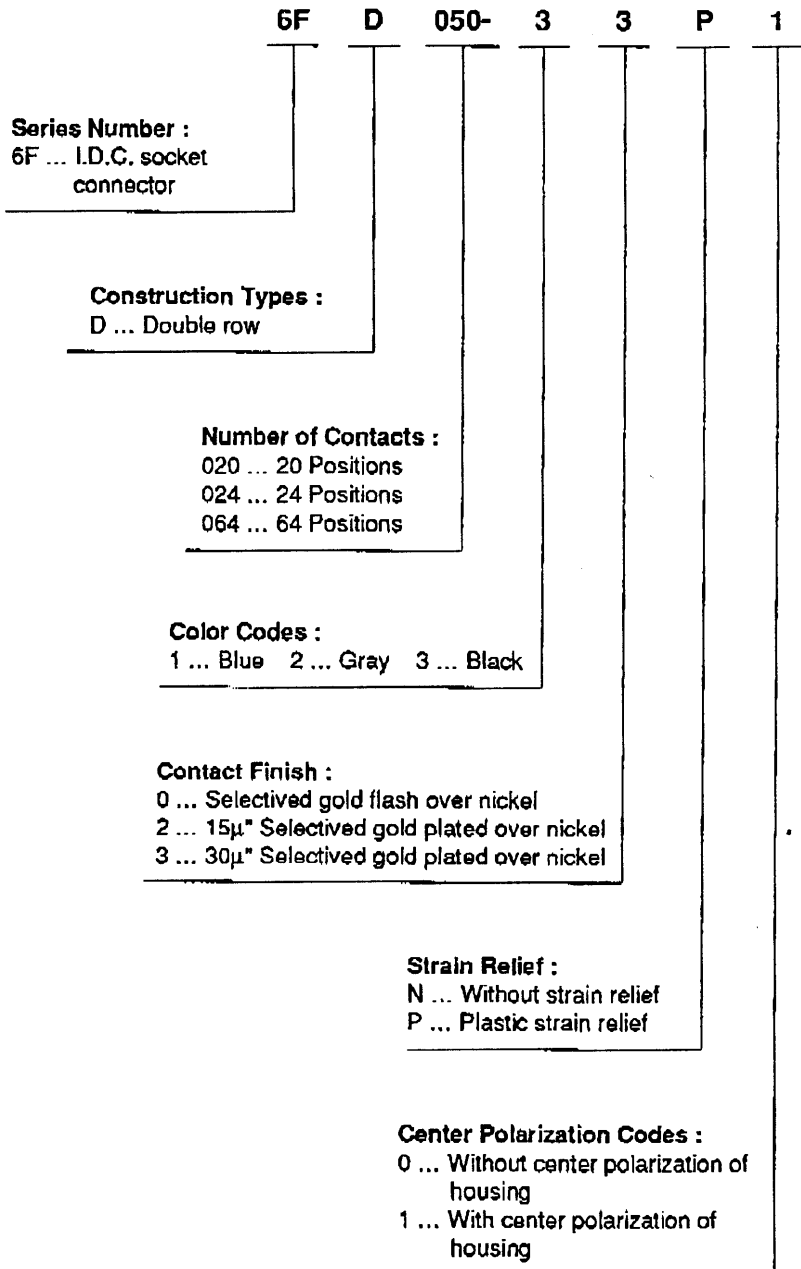 6F D 050- 3 3 P 1
Series Number :
6F ... I.D.C. socket
connector
Construction Types :
D ... Double row
Number of Contacts :
020 ... 20 Positions
024 ... 24 Positions
064 ... 64 Positions
Color Codes :
1 ... Blue 2 ... Gray 3 ... Black
Contact Finish :
0 ... Selectived gold flash over nickel
2 ... 15µ" Selectived gold plated over nickel
3 ... 30µ" Selectived gold plated over nickel
Strain Relief :
N ... Without strain relief
P ... Plastic strain relief
Center Polarization Codes :
0 ... Without center polarization of
housing
1 ... With center polarization of
housing